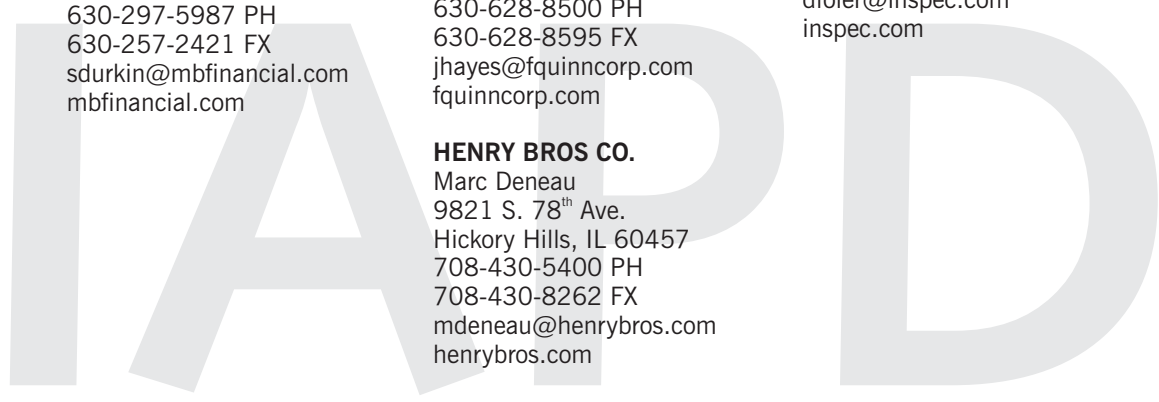 630-297-5987 PH
630-257-2421 FX
sdurkin@mbfinancial.com
mbfinancial.com
630-628-8500 PH
630-628-8595 FX
jhayes@fquinncorp.com
fquinncorp.com
HENRY BROS CO.
Marc Deneau
9821 S. 78th Ave.
Hickory Hills, IL 60457
708-430-5400 PH
708-430-8262 FX
mdeneau@henrybros.com
henrybros.com
inspec.com
IAPD